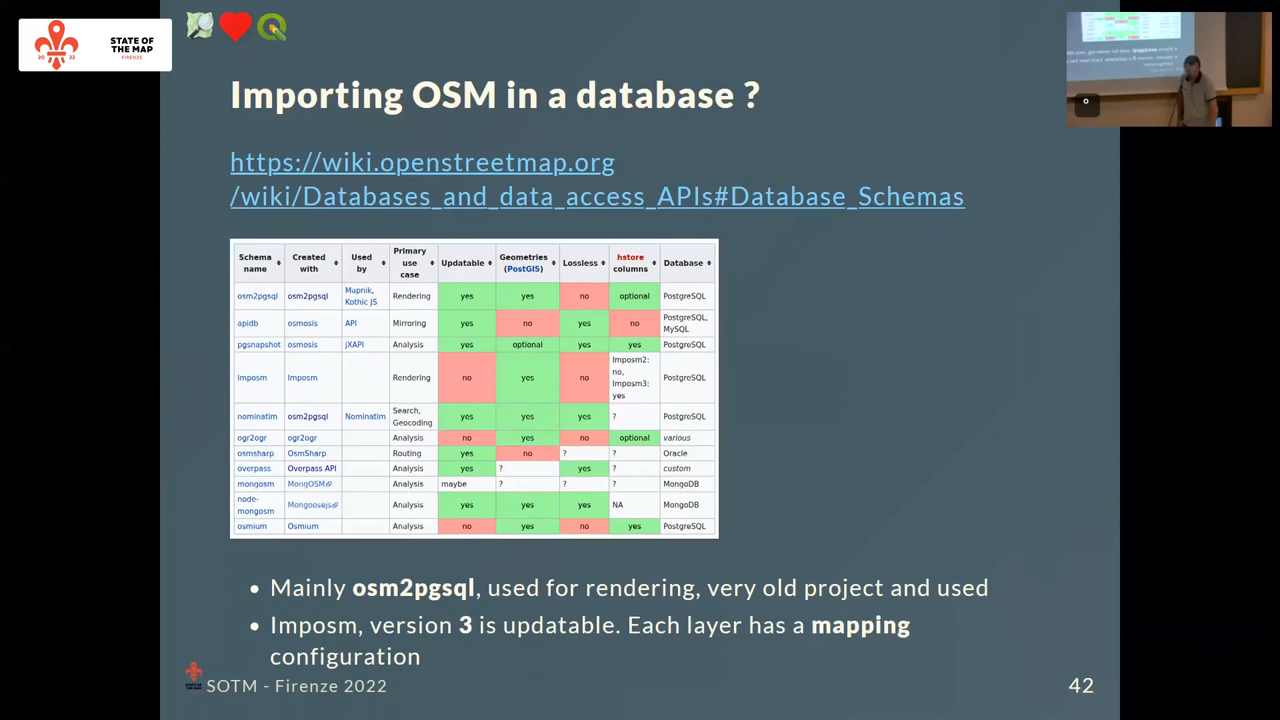 STATE OF
THE MAP
FIRENZE
20 22
Importing OSM in a database ?
https://wiki.openstreetmap.org
/wiki/Databases_and_data_access_APIs#Database_Schemas
Schema name Created with Used by Primary use case Updatable Geometries (PostGIS) Lossless hstore columns Database
osm2pgsql osm2pgsql Mapnik, Kothic JS Rendering yes yes no optional PostgreSQL
apidb osmosis API Mirroring yes no yes no PostgreSQL, MySQL
pgsnapshot osmosis jXAPI Analysis yes optional yes yes PostgreSQL
Imposm Imposm Rendering no yes no Imposm2: no, Imposm3: yes PostgreSQL
nominatim osm2pgsql Nominatim Search, Geocoding yes yes yes ? PostgreSQL
ogr2ogr ogr2ogr Analysis no yes no optional various
osmsharp OsmSharp Routing yes no ? ? Oracle
overpass Overpass API Analysis yes ? yes ? custom
mongosm MongOSM Analysis maybe ? ? ? MongoDB
node-mongosm Mongoosejs Analysis yes yes yes NA MongoDB
osmium Osmium Analysis no yes no yes PostgreSQL
• Mainly osm2pgsql, used for rendering, very old project and used
• Imposm, version 3 is updatable. Each layer has a mapping
configuration
SOTM - Firenze 2022
42